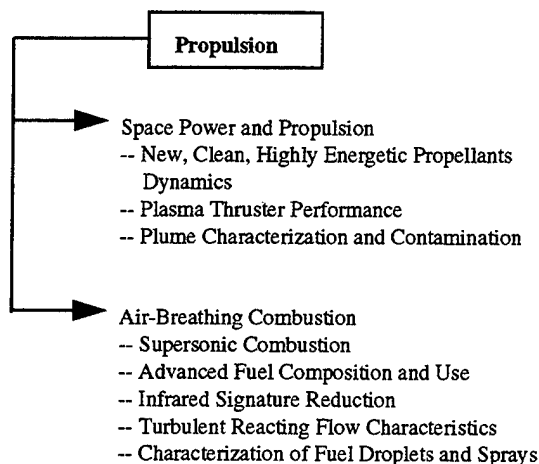 Propulsion
Space Power and Propulsion
-- New, Clean, Highly Energetic Propellants
Dynamics
-- Plasma Thruster Performance
-- Plume Characterization and Contamination
Air-Breathing Combustion
-- Supersonic Combustion
-- Advanced Fuel Composition and Use
-- Infrared Signature Reduction
-- Turbulent Reacting Flow Characteristics
-- Characterization of Fuel Droplets and Sprays